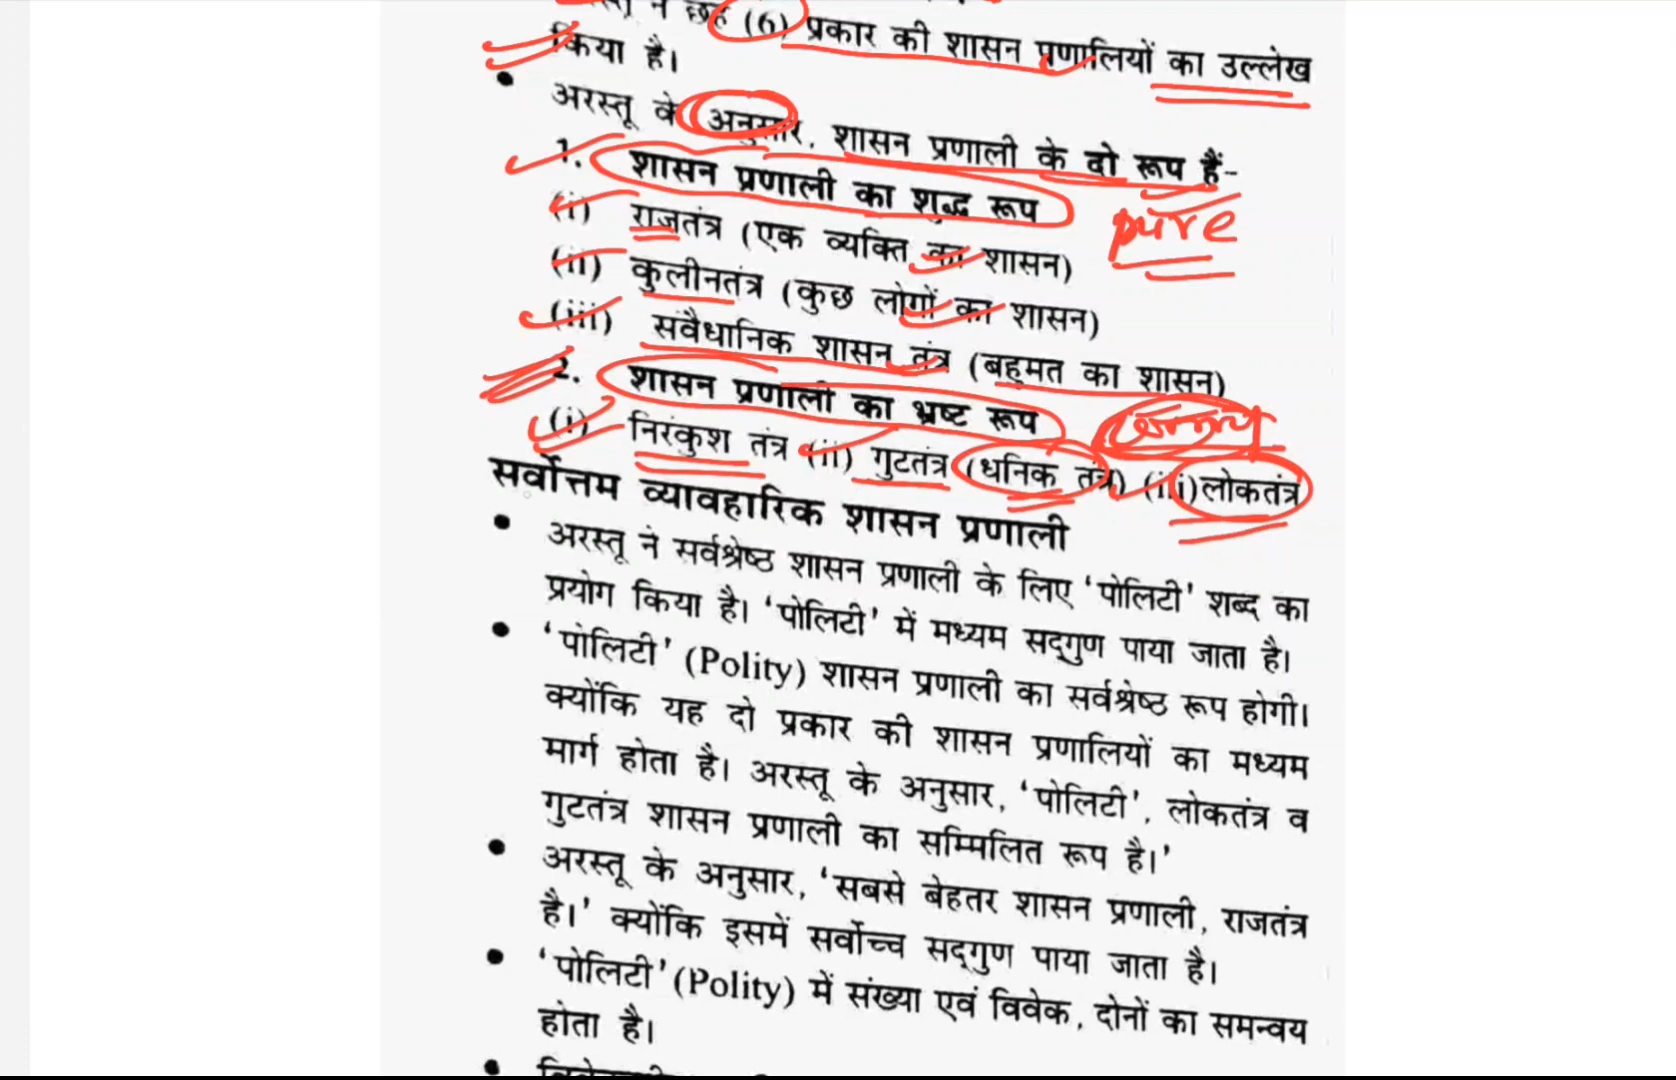 ने छह (6) प्रकार की शासन प्रणालियों का उल्लेख
किया है।
• अरस्तू के अनुसार, शासन प्रणाली के दो रूप हैं-
1. शासन प्रणाली का शुद्ध रूप
pure
(i) राजतंत्र (एक व्यक्ति का शासन)
(ii) कुलीनतंत्र (कुछ लोगों का शासन)
(iii) संवैधानिक शासन तंत्र (बहुमत का शासन)
2. शासन प्रणाली का भ्रष्ट रूप
(i) निरंकुश तंत्र (ii) गुटतंत्र (धनिक तंत्र) (iii) लोकतंत्र
सर्वोत्तम व्यावहारिक शासन प्रणाली
• अरस्तू ने सर्वश्रेष्ठ शासन प्रणाली के लिए ‘पोलिटी’ शब्द का
प्रयोग किया है। ‘पोलिटी’ में मध्यम सद्गुण पाया जाता है।
• ‘पोलिटी’ (Polity) शासन प्रणाली का सर्वश्रेष्ठ रूप होगी।
क्योंकि यह दो प्रकार की शासन प्रणालियों का मध्यम
मार्ग होता है। अरस्तू के अनुसार, ‘पोलिटी’, लोकतंत्र व
गुटतंत्र शासन प्रणाली का सम्मिलित रूप है।’
• अरस्तू के अनुसार, ‘सबसे बेहतर शासन प्रणाली, राजतंत्र
है।’ क्योंकि इसमें सर्वोच्च सद्गुण पाया जाता है।
• ‘पोलिटी’ (Polity) में संख्या एवं विवेक, दोनों का समन्वय
होता है।
•